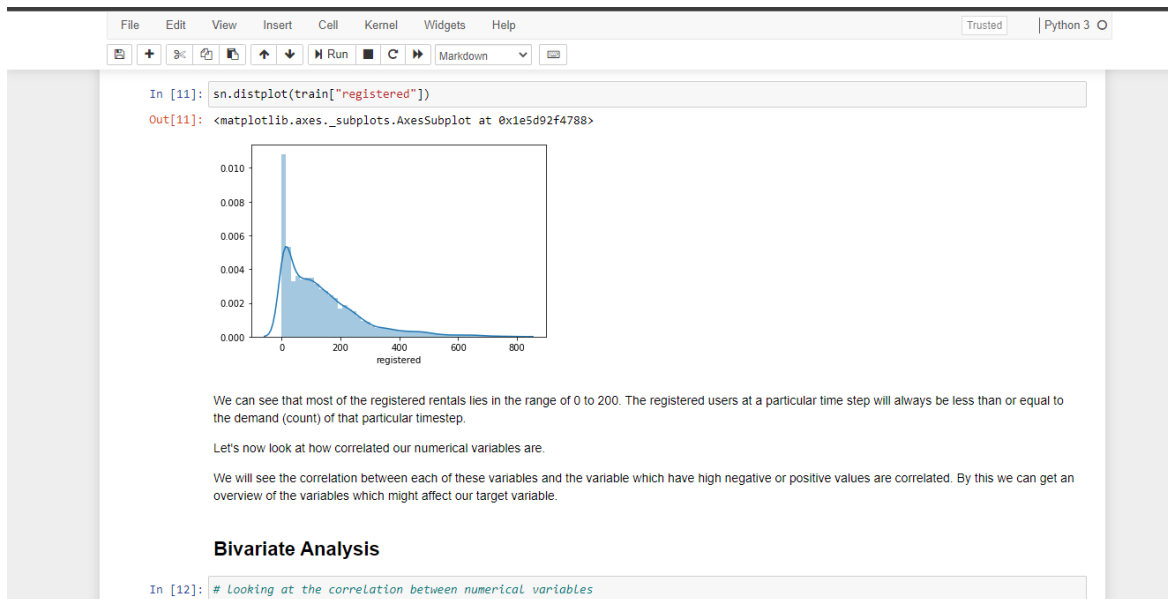 File Edit View Insert Cell Kernel Widgets Help Trusted Python 3
Run Markdown
In [11]: sn.distplot(train["registered"])
Out[11]: <matplotlib.axes._subplots.AxesSubplot at 0x1e5d92f4788>
0.010
0.008
0.006
0.004
0.002
0.000
0 200 400 600 800
registered
We can see that most of the registered rentals lies in the range of 0 to 200. The registered users at a particular time step will always be less than or equal to
the demand (count) of that particular timestep.
Let's now look at how correlated our numerical variables are.
We will see the correlation between each of these variables and the variable which have high negative or positive values are correlated. By this we can get an
overview of the variables which might affect our target variable.
Bivariate Analysis
In [12]: # looking at the correlation between numerical variables